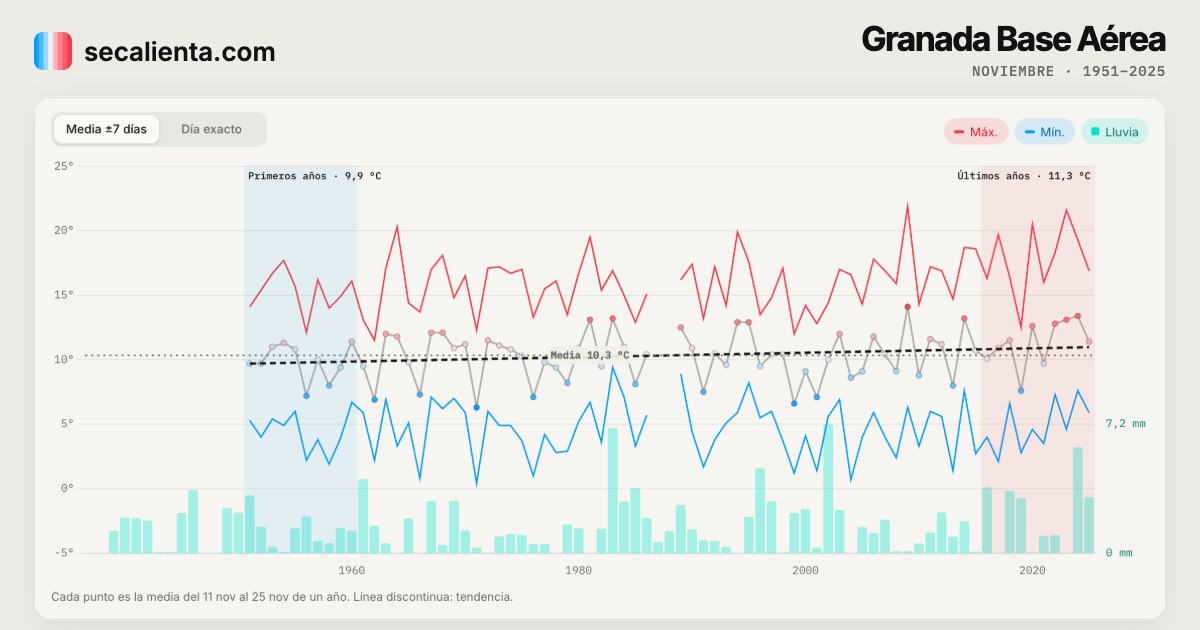 secalienta.com
Granada Base Aérea
NOVIEMBRE · 1951–2025
Media ±7 días
Día exacto
Máx.
Mín.
Lluvia
25°
Primeros años · 9,9 °C
Últimos años · 11,3 °C
20°
15°
10°
Media 10,3 °C
5°
7,2 mm
0°
-5°
0 mm
1960
1980
2000
2020
Cada punto es la media del 11 nov al 25 nov de un año. Línea discontinua: tendencia.